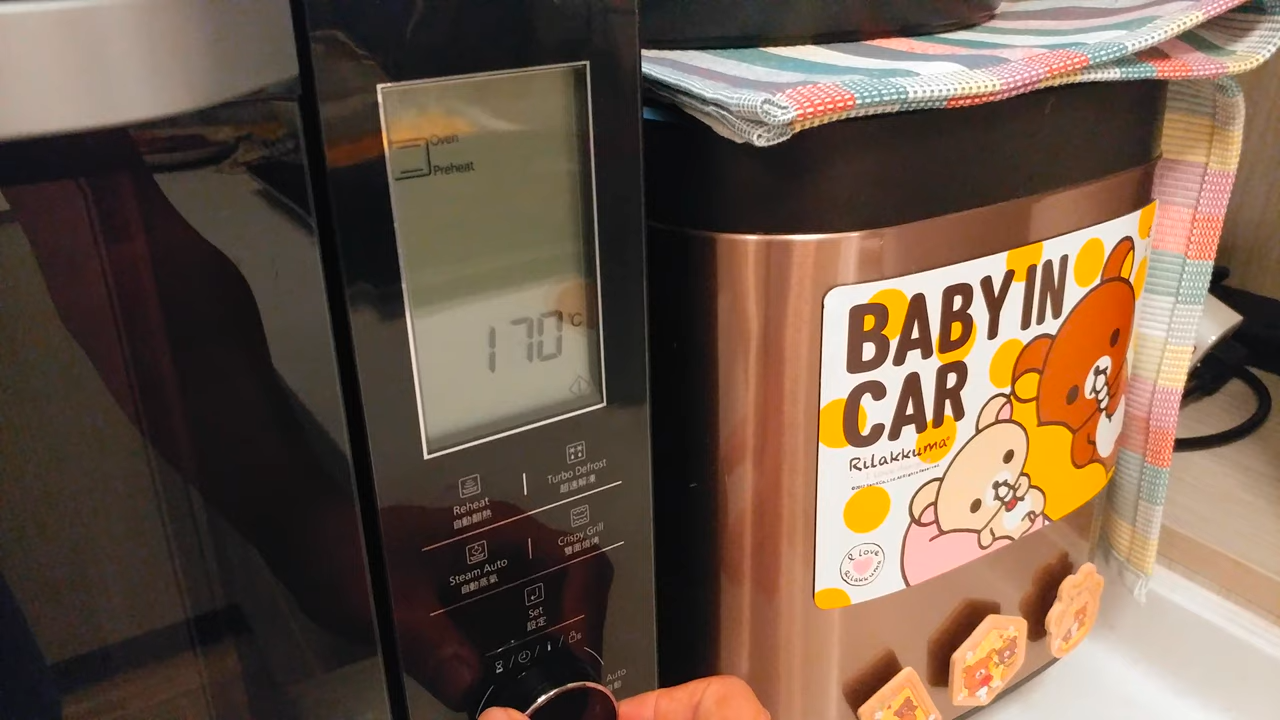 Oven
Preheat
170 °C
Reheat
自動翻熱
Turbo Defrost
超速解凍
Steam Auto
自動蒸氣
Crispy Grill
雙面燒烤
Set
設定
Auto
BABY IN
CAR
Rilakkuma
I love
Rilakkuma